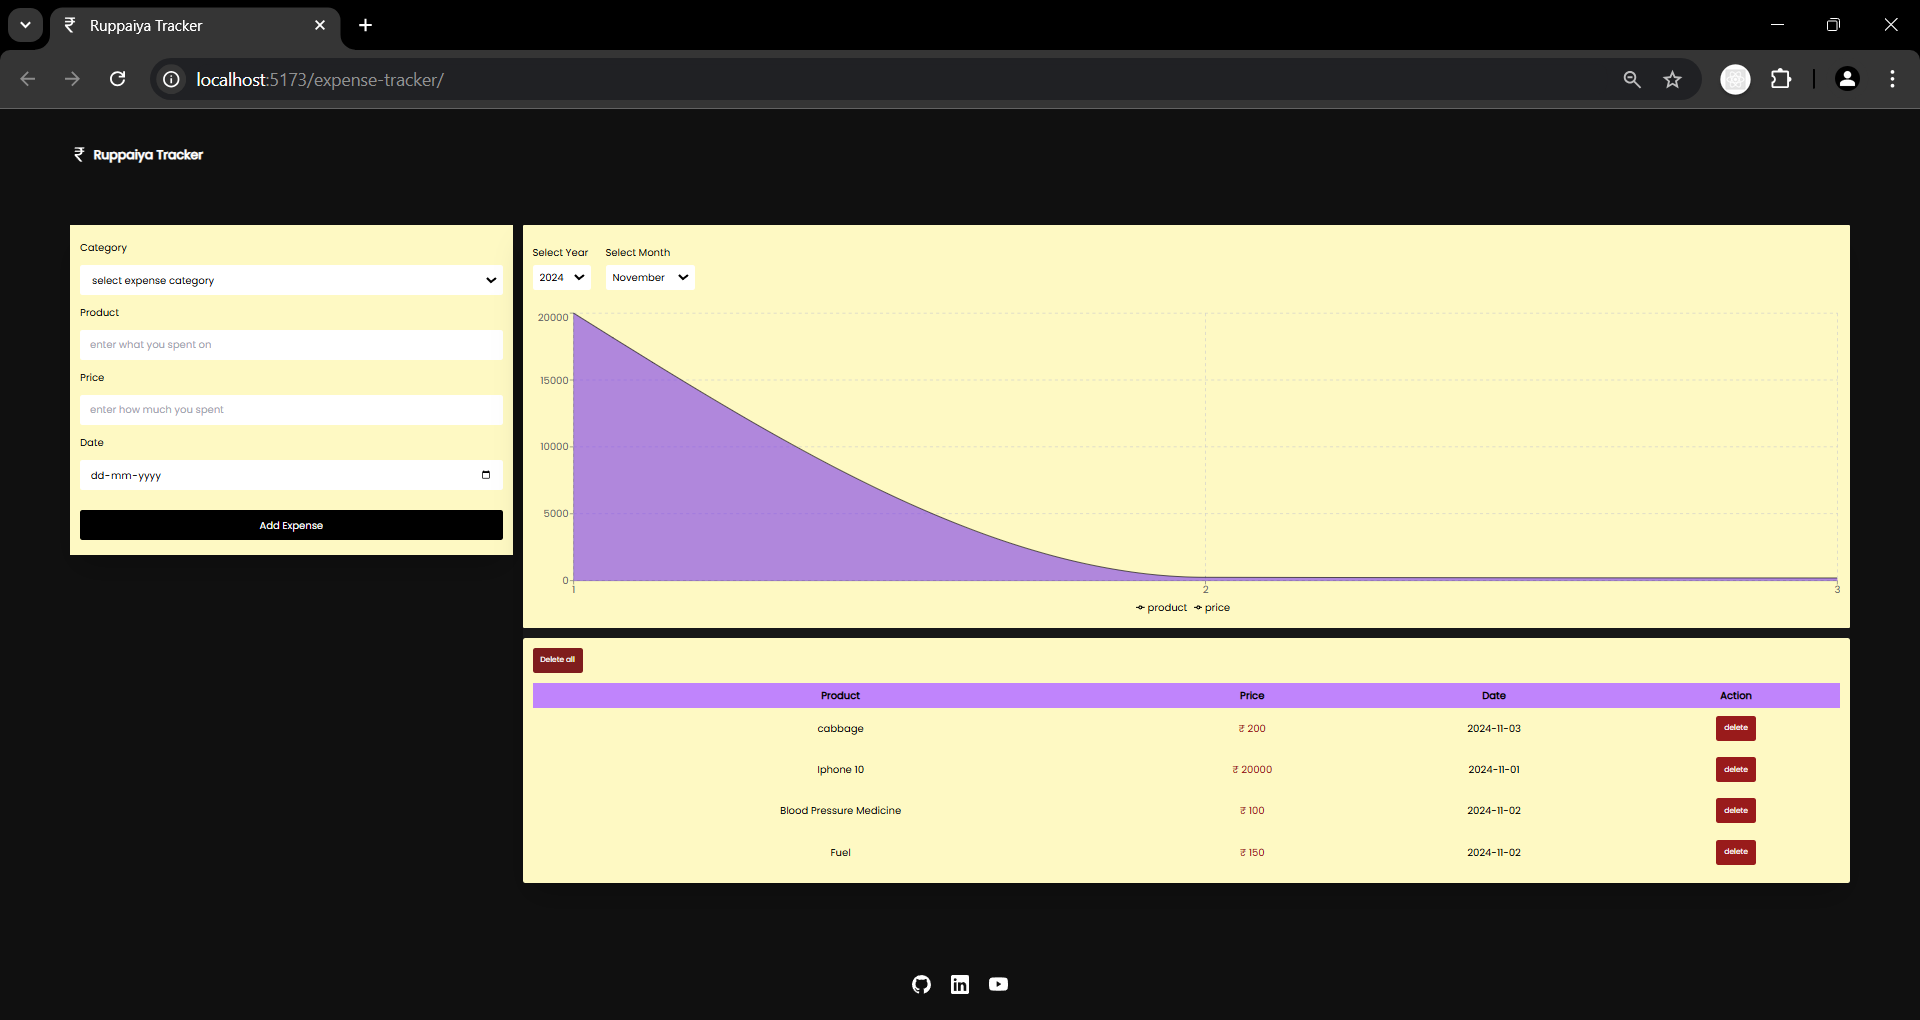 Ruppaiya Tracker
localhost:5173/expense-tracker/
₹ Ruppaiya Tracker
Category
select expense category
Product
enter what you spent on
Price
enter how much you spent
Date
dd-mm-yyyy
Add Expense
Select Year Select Month
2024 November
20000
15000
10000
5000
0
1 2 3
product price
Delete all
Product Price Date Action
cabbage ₹ 200 2024-11-03 delete
Iphone 10 ₹ 20000 2024-11-01 delete
Blood Pressure Medicine ₹ 100 2024-11-02 delete
Fuel ₹ 150 2024-11-02 delete
in